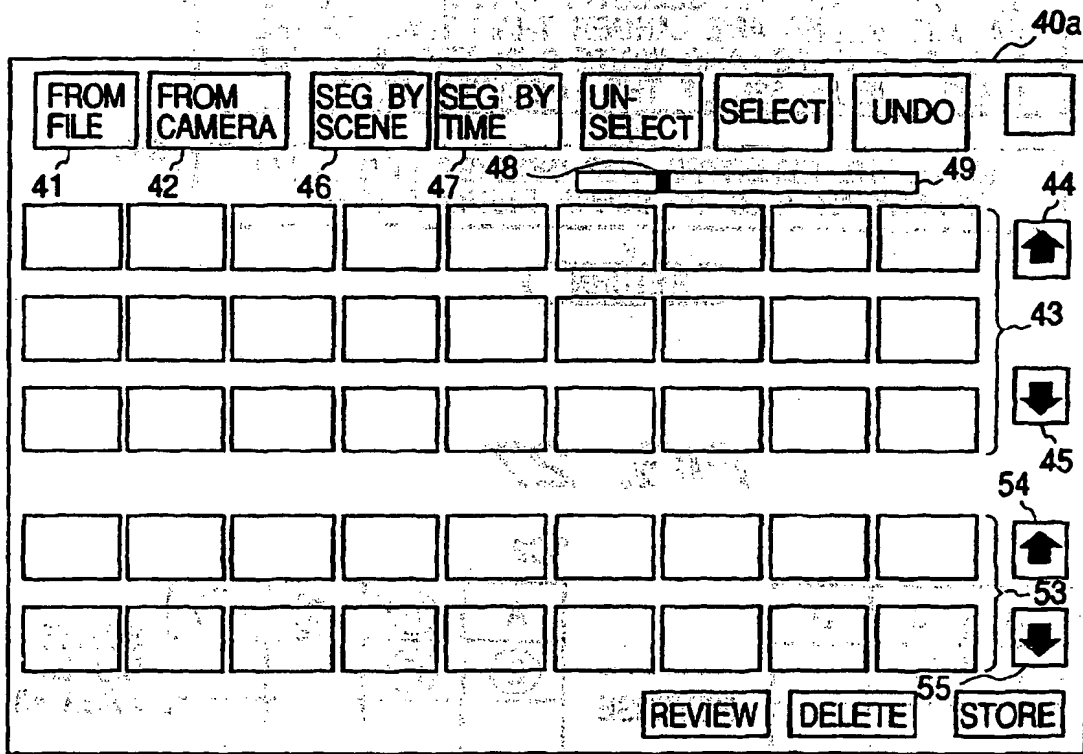 40a
FROM FILE
FROM CAMERA
SEG BY SCENE
SEG BY TIME
UN-SELECT
SELECT
UNDO
41
42
46
47
48
49
44
43
45
54
53
55
REVIEW
DELETE
STORE